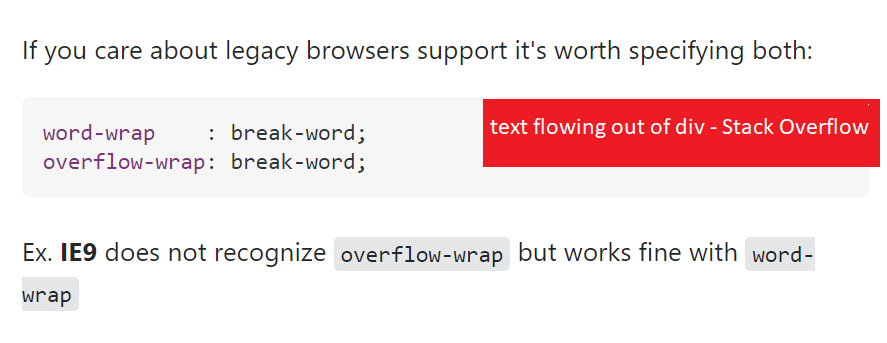 If you care about legacy browsers support it's worth specifying both:
word-wrap    : break-word;
text flowing out of div - Stack Overflow
overflow-wrap: break-word;
Ex. IE9 does not recognize overflow-wrap but works fine with word-
wrap